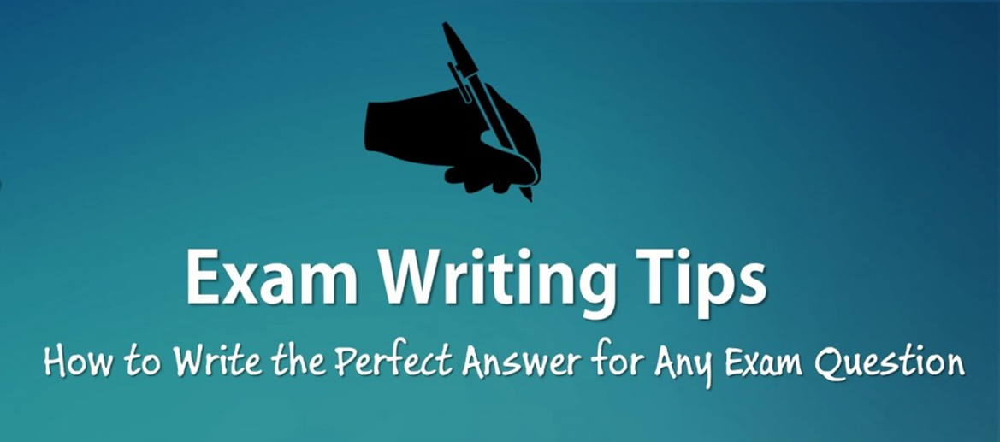 Exam Writing Tips
How to Write the Perfect Answer for Any Exam Question